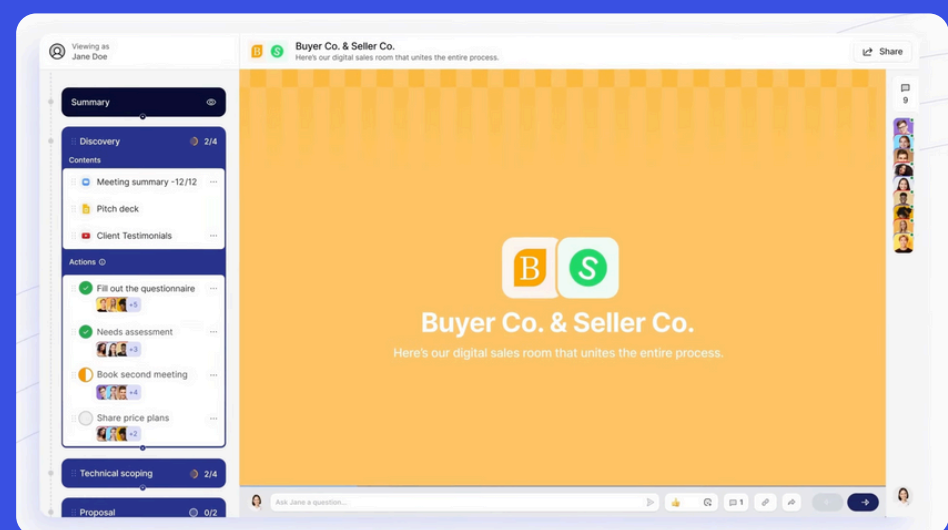 Viewing as
Jane Doe
B S
Buyer Co. & Seller Co.
Here's our digital sales room that unites the entire process.
Share
9
Summary
Discovery 2/4
Contents
Meeting summary -12/12
Pitch deck
Client Testimonials
Actions
Fill out the questionnaire
+5
Needs assessment
+3
Book second meeting
+4
Share price plans
+2
Technical scoping 2/4
Proposal 0/2
B S
Buyer Co. & Seller Co.
Here's our digital sales room that unites the entire process.
Ask Jane a question...
1